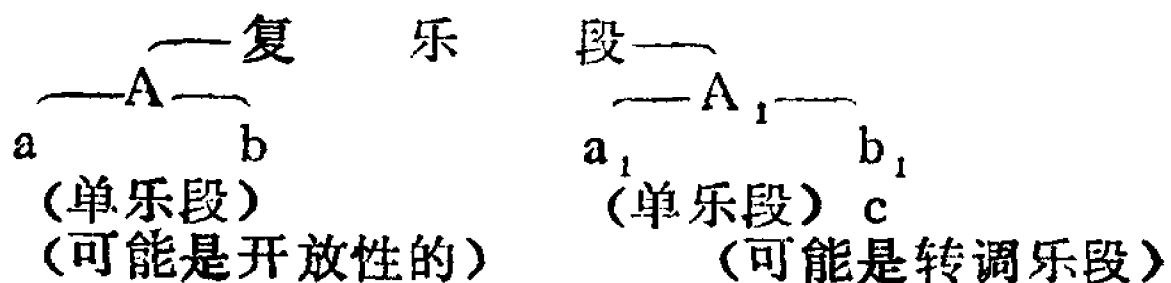 复 乐 段
A A₁
a b a₁ b₁
(单乐段) (单乐段) c
(可能是开放性的) (可能是转调乐段)